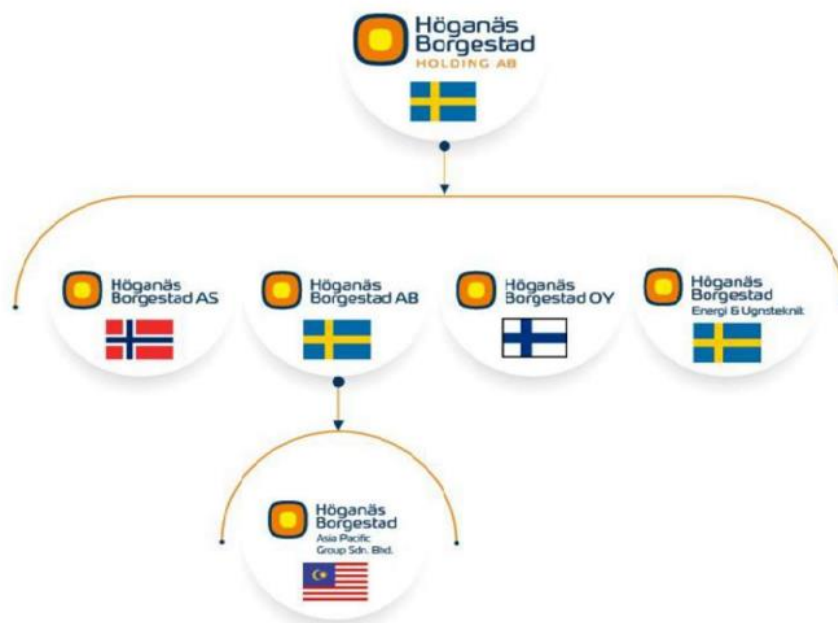 Höganäs
Borgestad
HOLDING AB
Höganäs
Borgestad AS
Höganäs
Borgestad AB
Höganäs
Borgestad OY
Höganäs
Borgestad
Energi & Ugnsteknik
Höganäs
Borgestad
Asia Pacific
Group Sdn. Bhd.